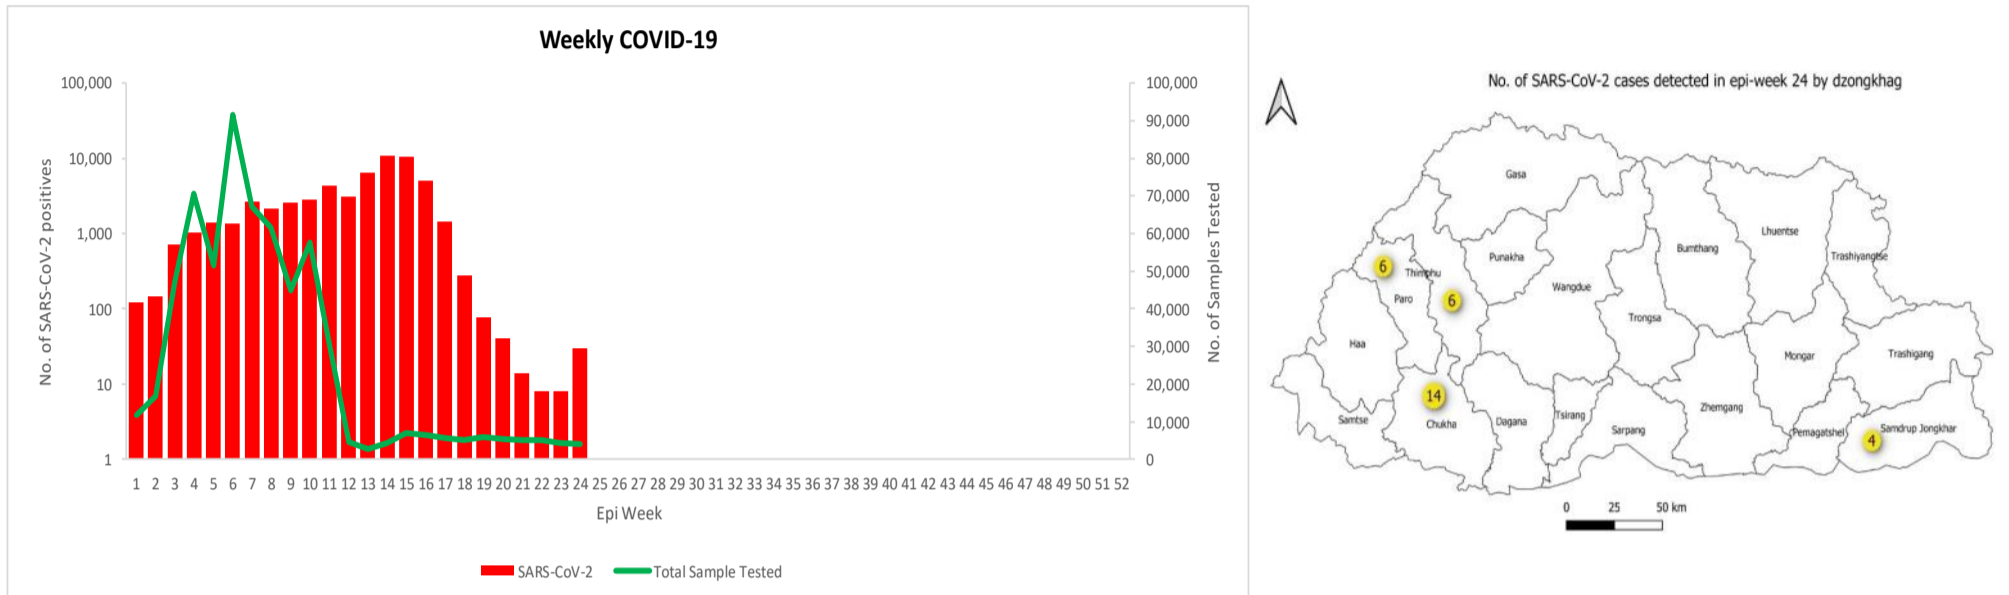 Weekly COVID-19
100,000
10,000
1,000
100
10
1
No. of SARS-CoV-2 positives
100,000
90,000
80,000
70,000
60,000
50,000
40,000
30,000
20,000
10,000
0
No. of Samples Tested
1 2 3 4 5 6 7 8 9 10 11 12 13 14 15 16 17 18 19 20 21 22 23 24 25 26 27 28 29 30 31 32 33 34 35 36 37 38 39 40 41 42 43 44 45 46 47 48 49 50 51 52
Epi Week
SARS-CoV-2 Total Sample Tested
No. of SARS-CoV-2 cases detected in epi-week 24 by dzongkhag
Gasa
Lhuentse
Bumthang
Trashiyangtse
Punakha
6
Thimphu
Wangdue
Paro
6
Trongsa
Haa
Mongar
Trashigang
14
Zhemgang
Samtse
Chukha
Dagana
Tsirang
Sarpang
Pemagatshel
Samdrup Jongkhar
4
0 25 50 km